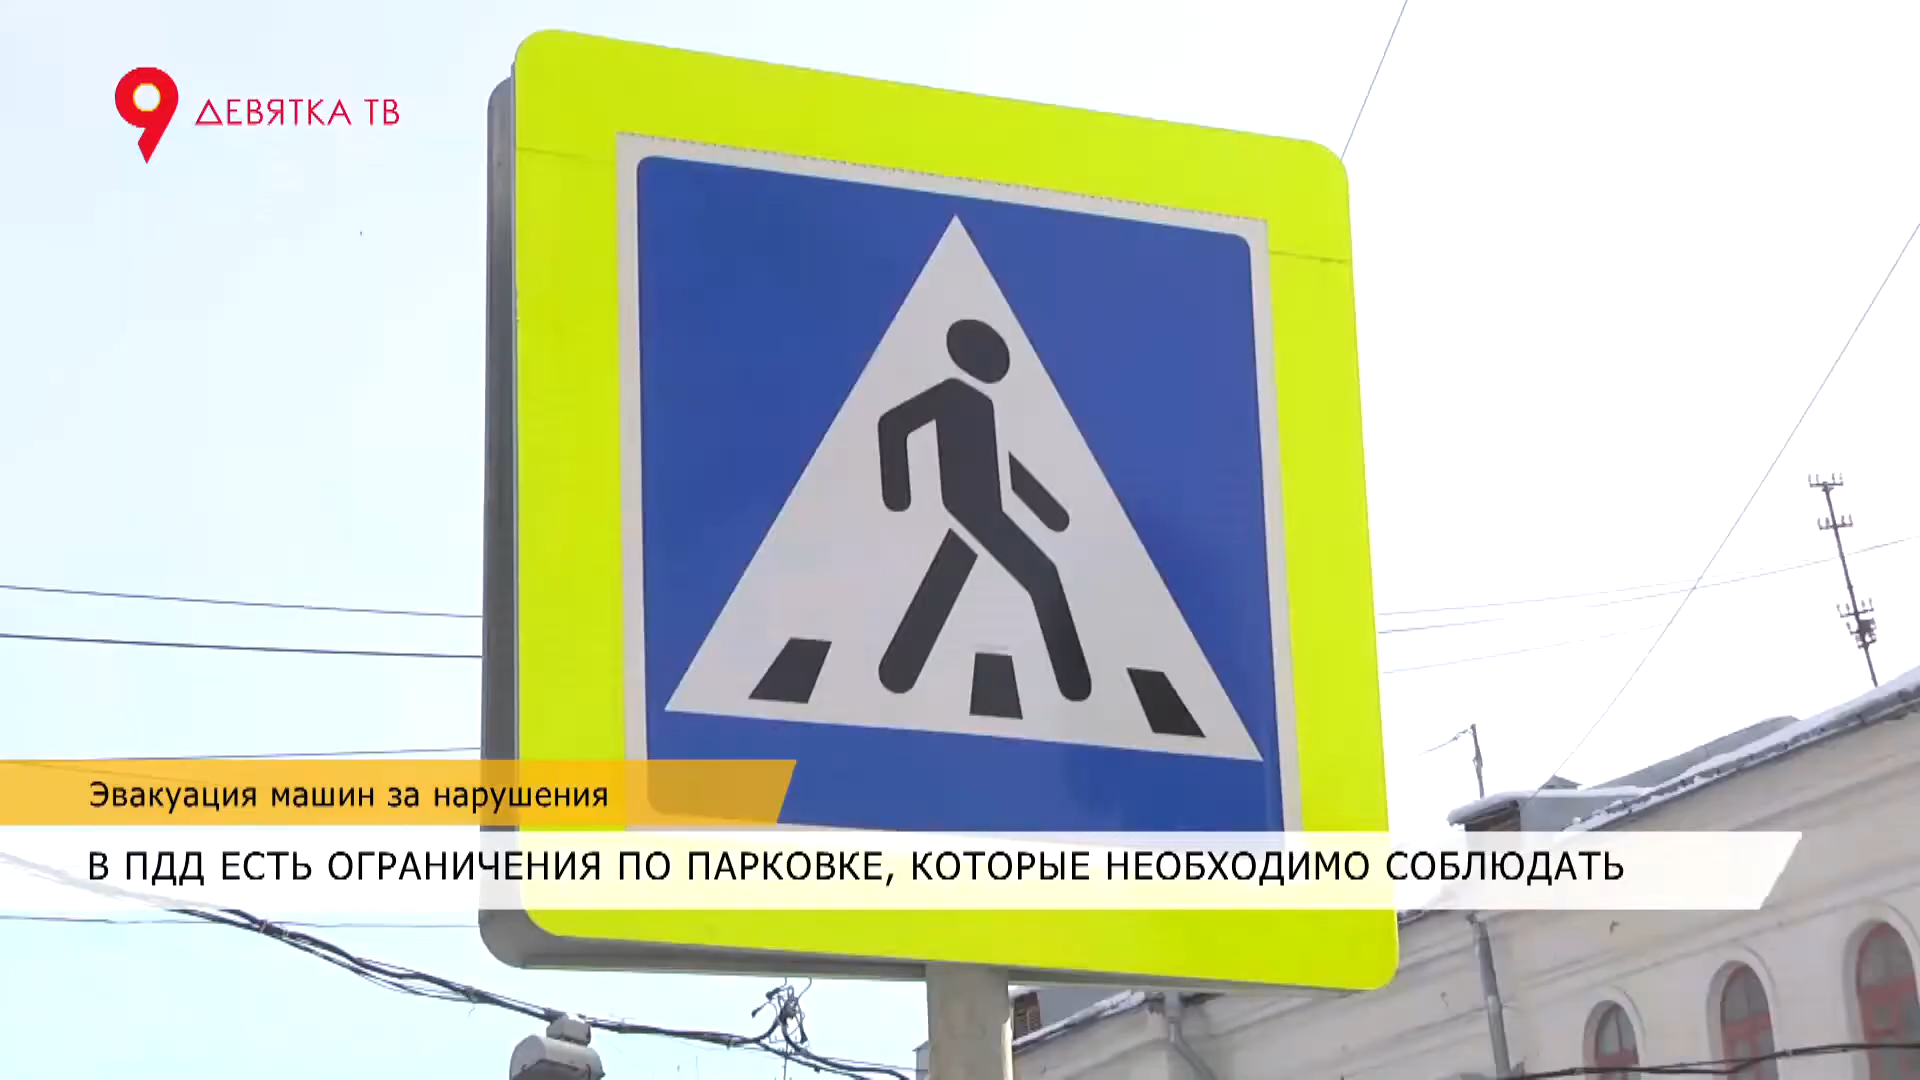 9 ДЕВЯТКА ТВ
Эвакуация машин за нарушения
В ПДД ЕСТЬ ОГРАНИЧЕНИЯ ПО ПАРКОВКЕ, КОТОРЫЕ НЕОБХОДИМО СОБЛЮДАТЬ